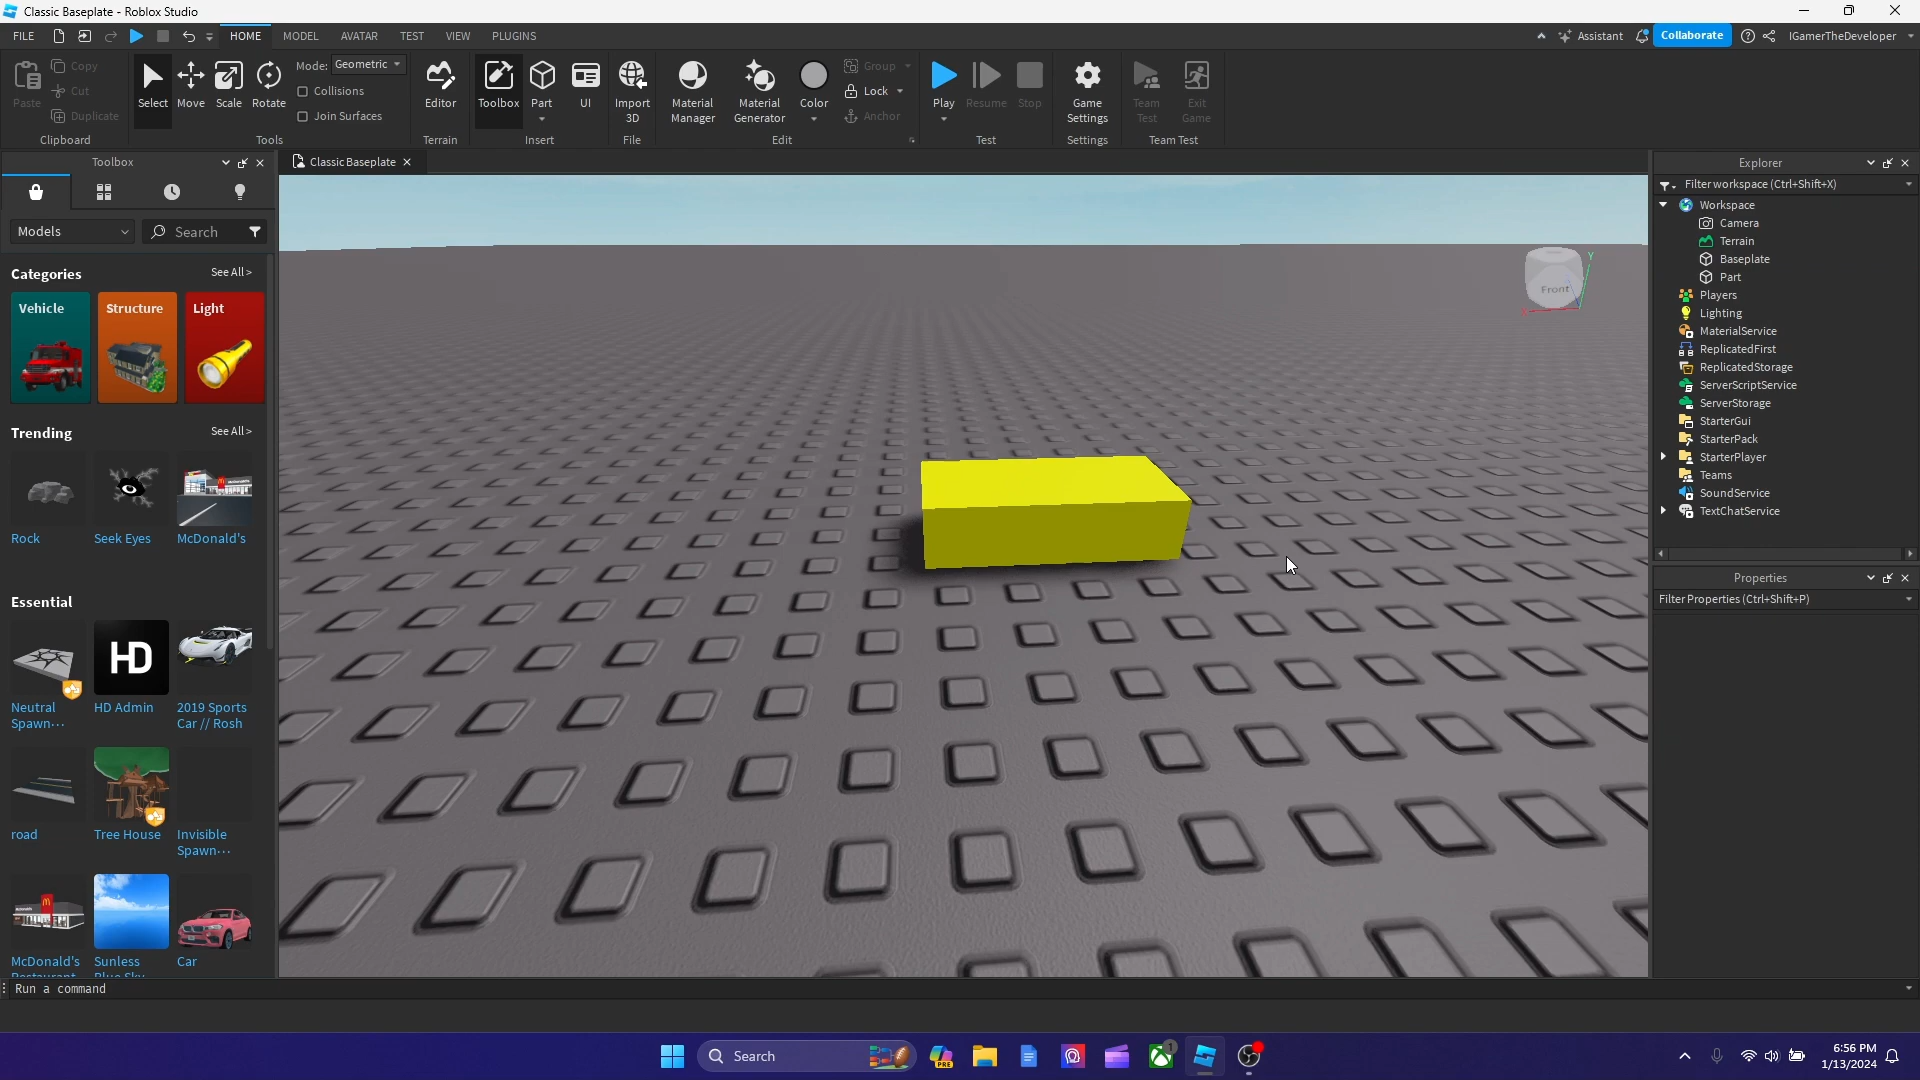 Classic Baseplate - Roblox Studio
FILE
HOME
MODEL
AVATAR
TEST
VIEW
PLUGINS
Assistant
Collaborate
IGamerTheDeveloper
Paste
Copy
Cut
Duplicate
Clipboard
Select
Move
Scale
Rotate
Mode: Geometric
Collisions
Join Surfaces
Tools
Editor
Terrain
Toolbox
Part
UI
Insert
Import
3D
File
Material
Manager
Material
Generator
Color
Group
Lock
Anchor
Edit
Play
Resume
Stop
Test
Game
Settings
Settings
Team
Test
Exit
Game
Team Test
Toolbox
Models
Search
Categories
See All >
Vehicle
Structure
Light
Trending
See All >
Rock
Seek Eyes
McDonald's
Essential
HD
Neutral
Spawn...
HD Admin
2019 Sports
Car // Rosh
road
Tree House
Invisible
Spawn...
McDonald's
Restaurant
Sunless
Blue Sky
Car
Classic Baseplate
Front
X
Y
Explorer
Filter workspace (Ctrl+Shift+X)
Workspace
Camera
Terrain
Baseplate
Part
Players
Lighting
MaterialService
ReplicatedFirst
ReplicatedStorage
ServerScriptService
ServerStorage
StarterGui
StarterPack
StarterPlayer
Teams
SoundService
TextChatService
Properties
Filter Properties (Ctrl+Shift+P)
Run a command
Search
PRE
1
6:56 PM
1/13/2024